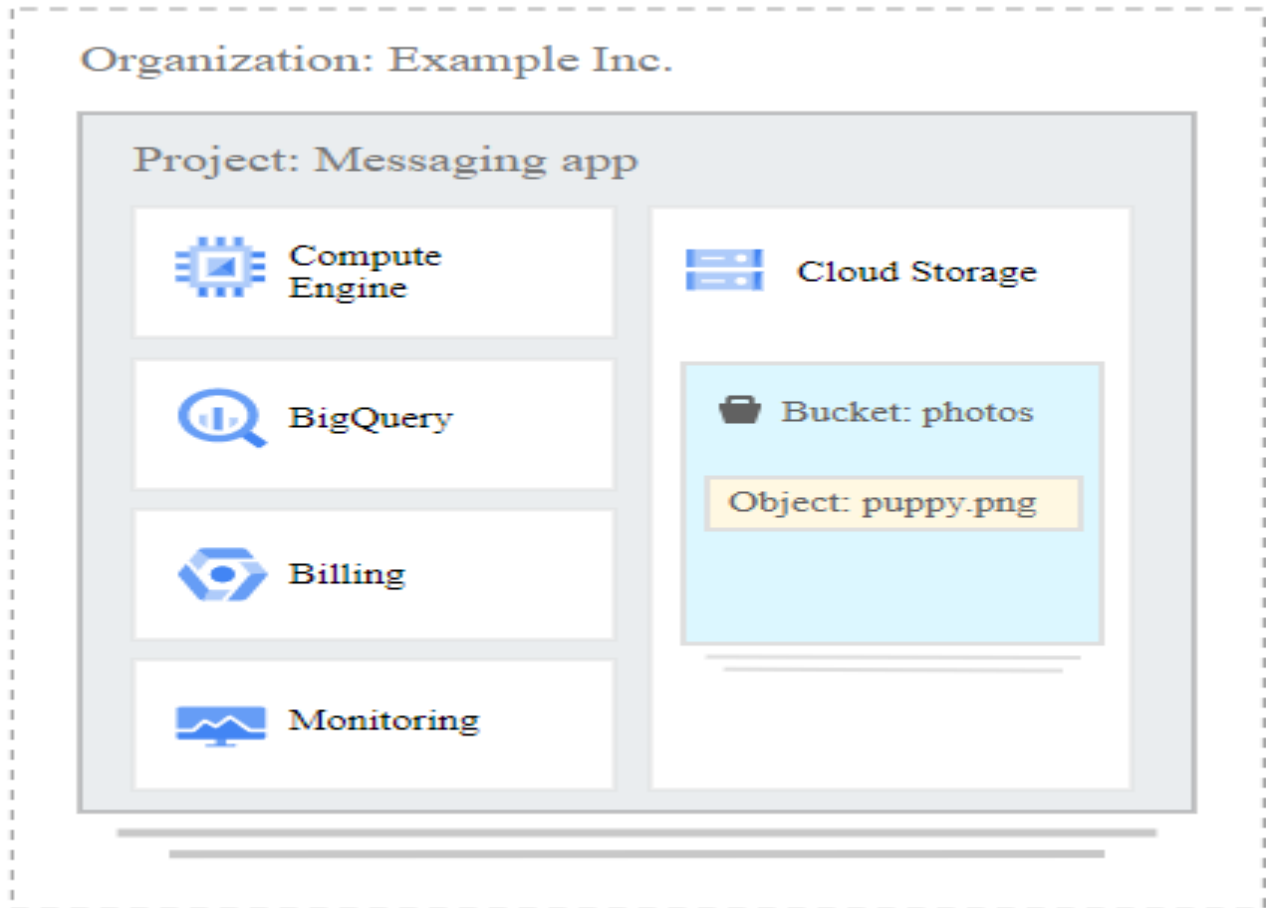 Organization: Example Inc.
Project: Messaging app
Compute
Engine
BigQuery
Billing
Monitoring
Cloud Storage
Bucket: photos
Object: puppy.png